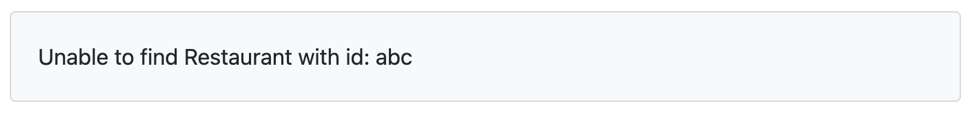 Unable to find Restaurant with id: abc